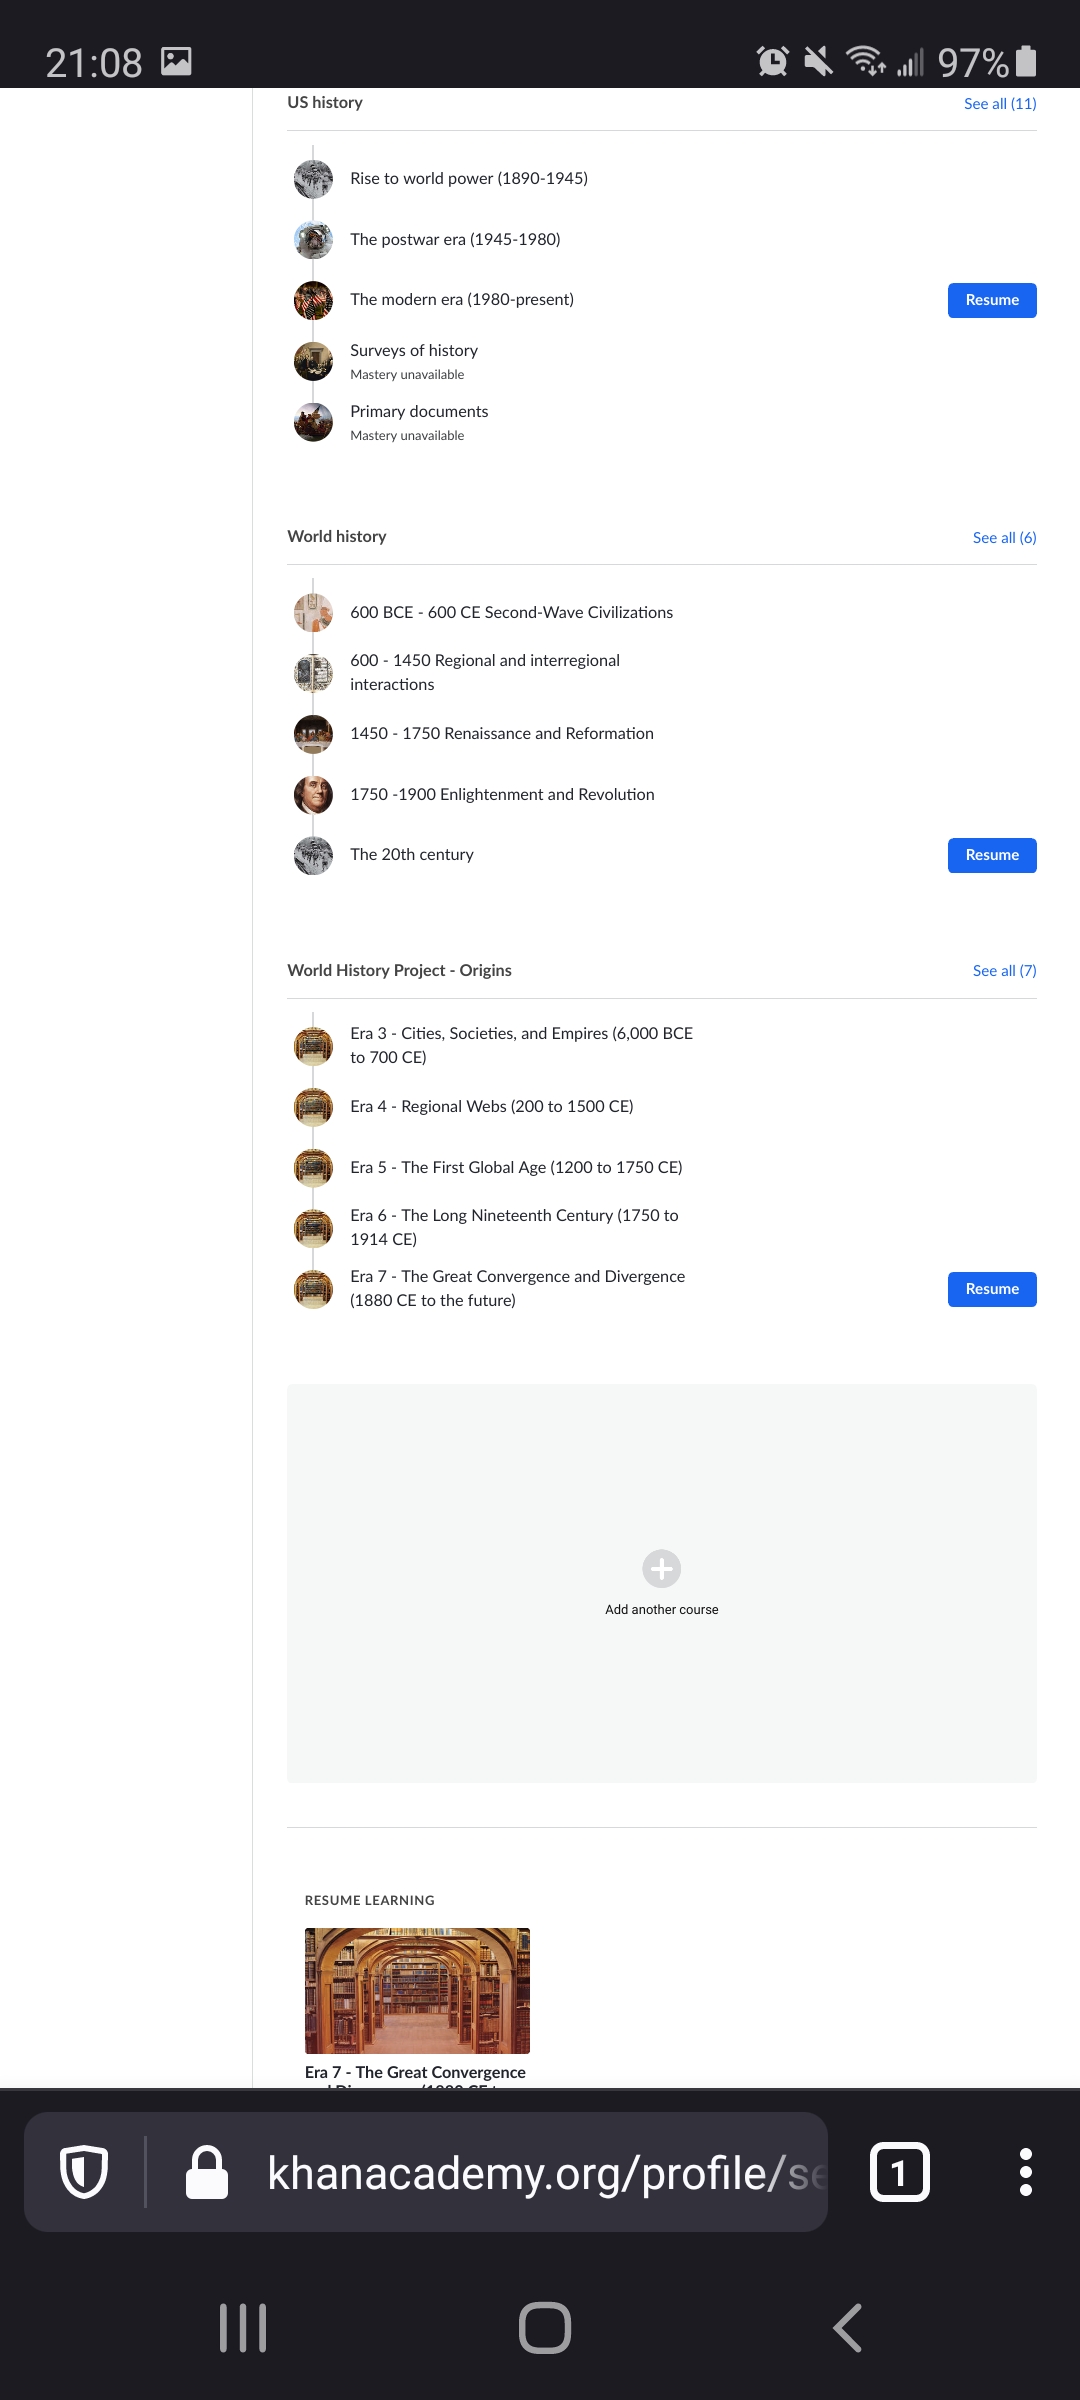 21:08
97%
US history
See all (11)
Rise to world power (1890-1945)
The postwar era (1945-1980)
The modern era (1980-present)
Resume
Surveys of history
Mastery unavailable
Primary documents
Mastery unavailable
World history
See all (6)
600 BCE - 600 CE Second-Wave Civilizations
600 - 1450 Regional and interregional
interactions
1450 - 1750 Renaissance and Reformation
1750 -1900 Enlightenment and Revolution
The 20th century
Resume
World History Project - Origins
See all (7)
Era 3 - Cities, Societies, and Empires (6,000 BCE
to 700 CE)
Era 4 - Regional Webs (200 to 1500 CE)
Era 5 - The First Global Age (1200 to 1750 CE)
Era 6 - The Long Nineteenth Century (1750 to
1914 CE)
Era 7 - The Great Convergence and Divergence
(1880 CE to the future)
Resume
Add another course
RESUME LEARNING
Era 7 - The Great Convergence
khanacademy.org/profile/se
1